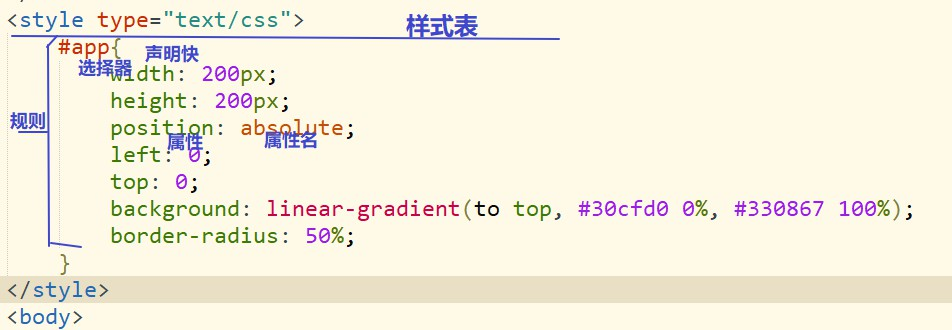 <style type="text/css">
样式表
#app{
声明快
选择器
width: 200px;
height: 200px;
规则
position: absolute;
属性
属性名
left: 0;
top: 0;
background: linear-gradient(to top, #30cfd0 0%, #330867 100%);
border-radius: 50%;
}
</style>
<body>